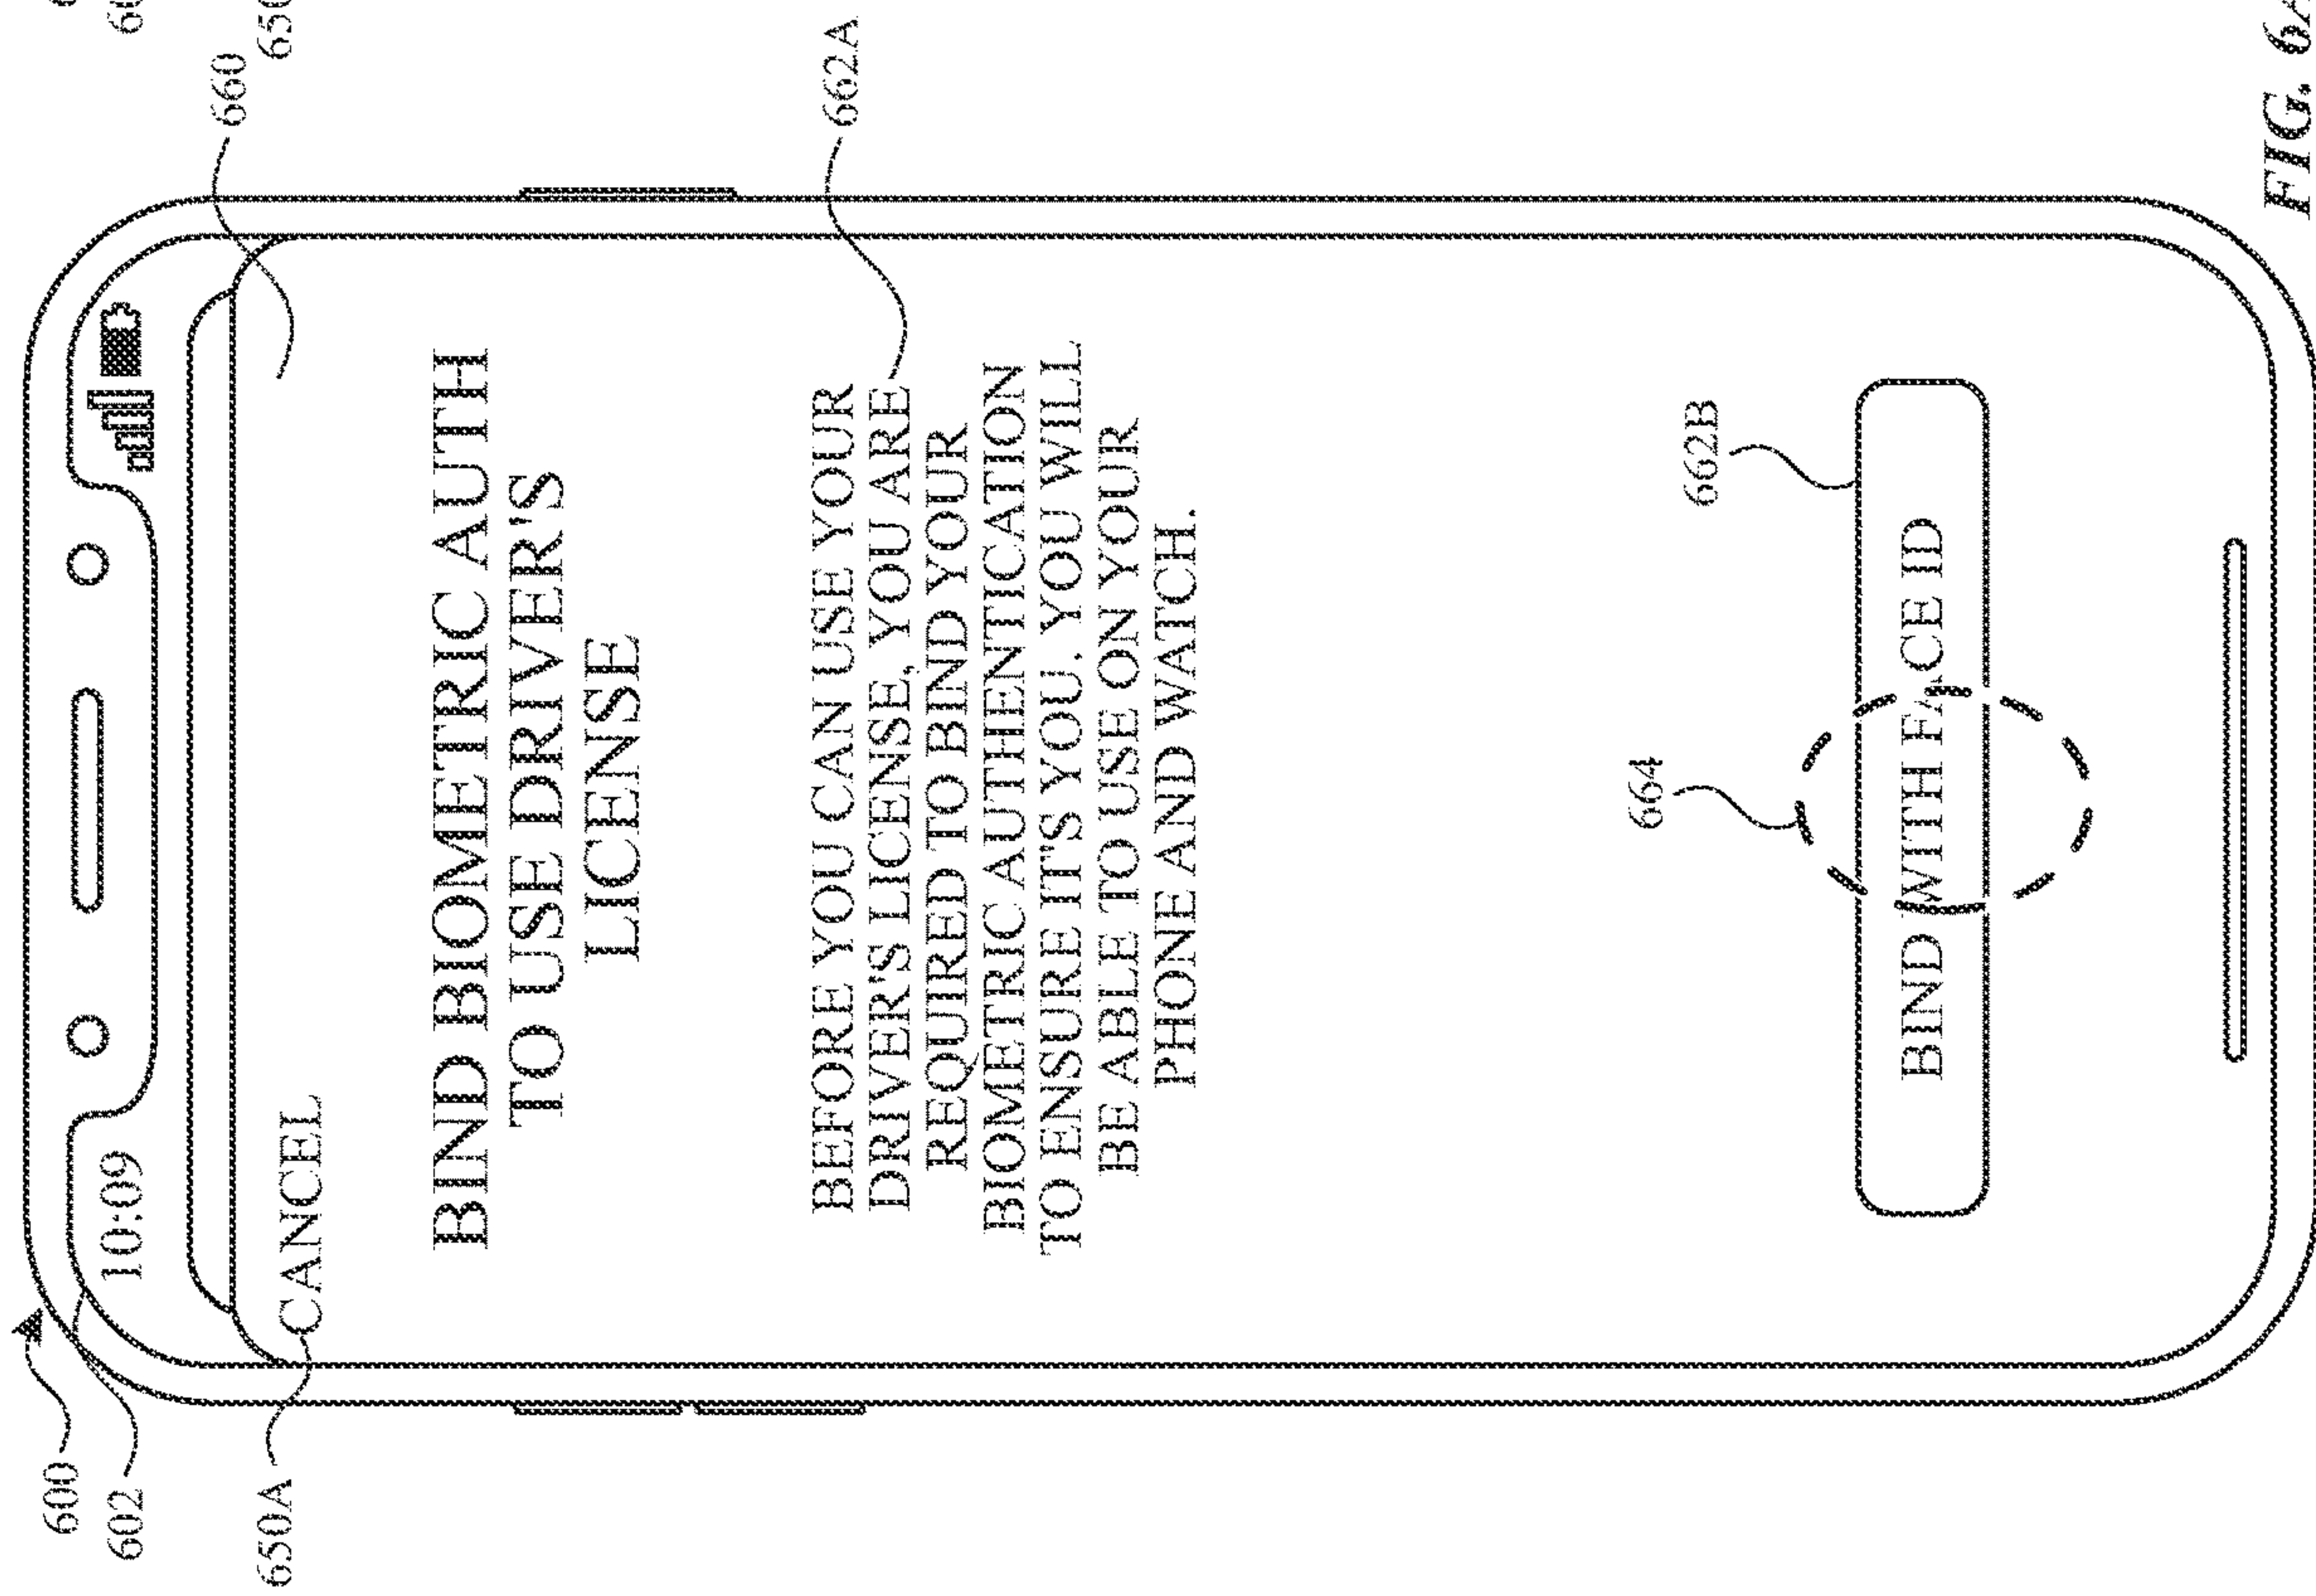 600
602
650A
660
10:09
CANCEL
BIND BIOMETRIC AUTH
TO USE DRIVER'S
LICENSE
662A
BEFORE YOU CAN USE YOUR
DRIVER'S LICENSE, YOU ARE
REQUIRED TO BIND YOUR
BIOMETRIC AUTHENTICATION
TO ENSURE IT'S YOU. YOU WILL
BE ABLE TO USE ON YOUR
PHONE AND WATCH.
664
662B
BIND WITH FACE ID